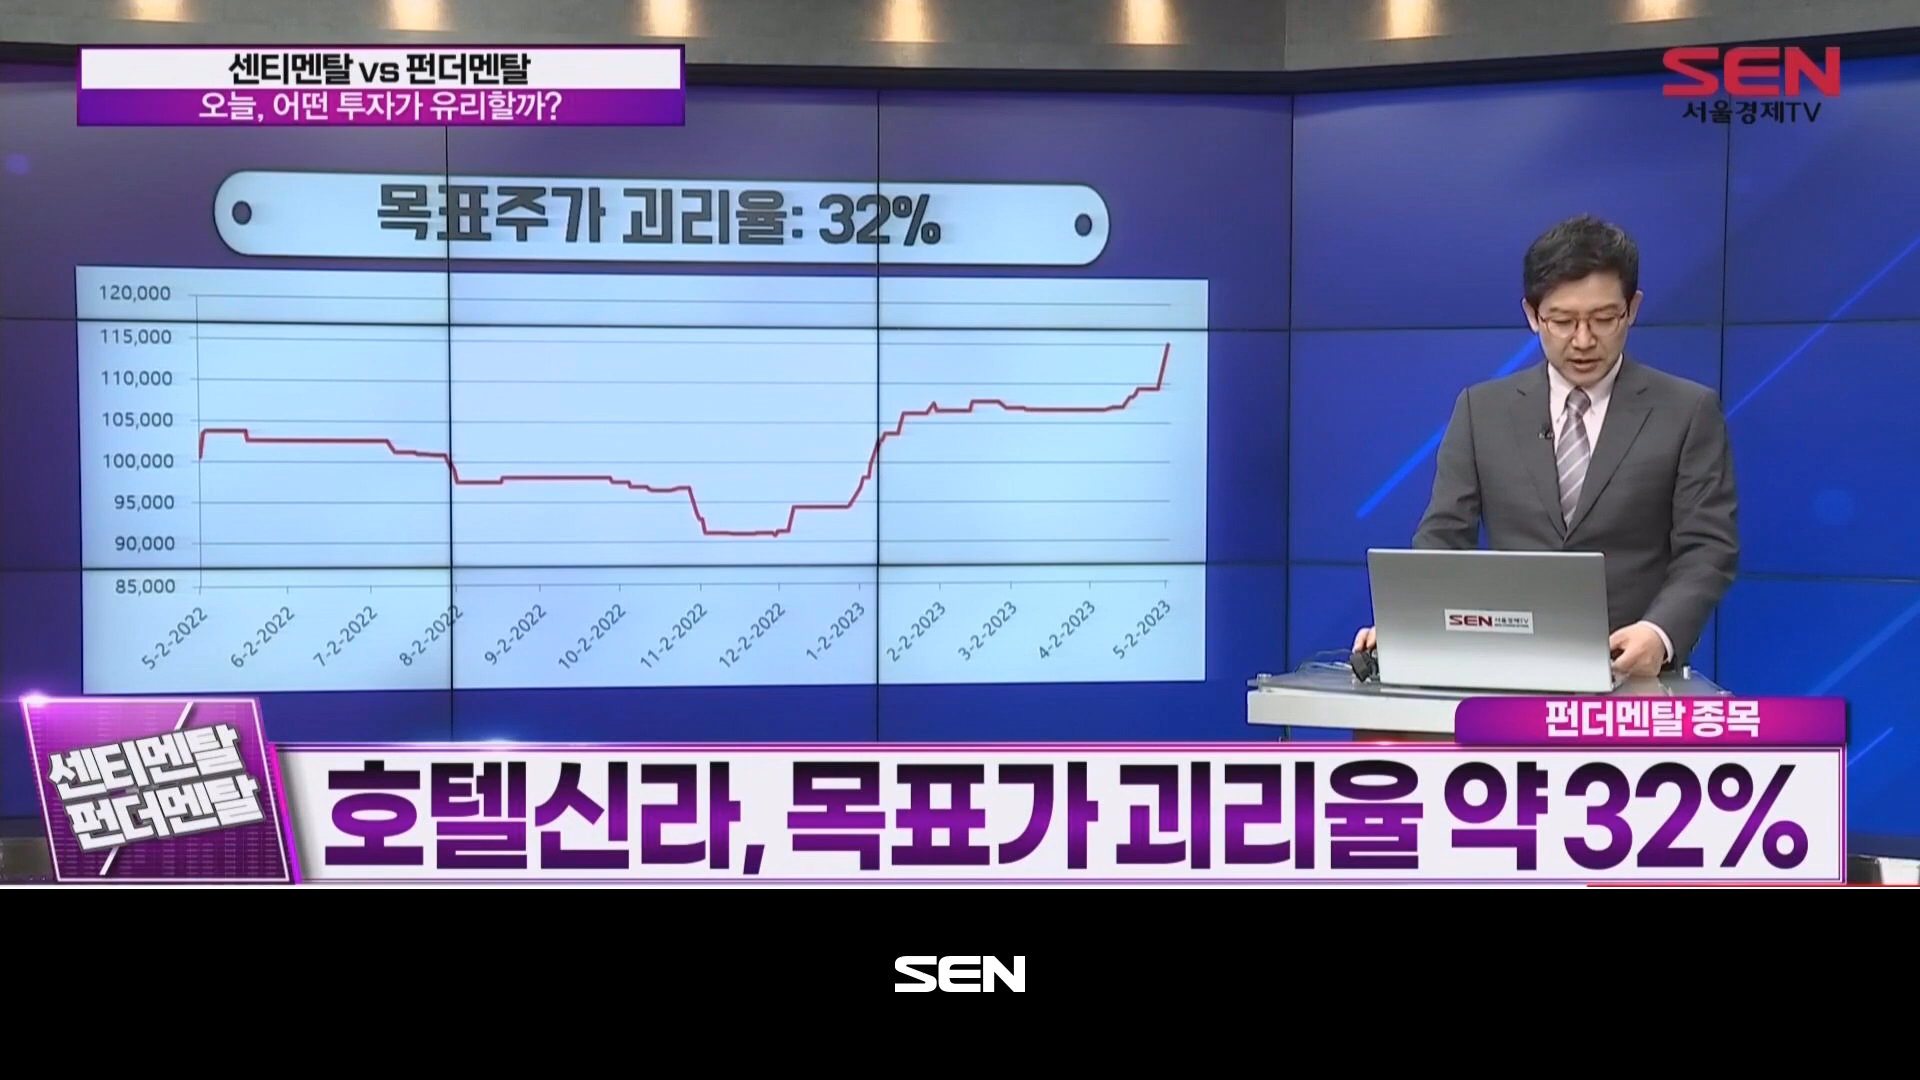 센티멘탈 vs 펀더멘탈
오늘, 어떤 투자가 유리할까?
SEN
서울경제TV
목표주가 괴리율: 32%
120,000
115,000
110,000
105,000
100,000
95,000
90,000
85,000
5-2-2022
6-2-2022
7-2-2022
8-2-2022
9-2-2022
10-2-2022
11-2-2022
12-2-2022
1-2-2023
2-2-2023
3-2-2023
4-2-2023
5-2-2023
SEN 서울경제TV
펀더멘탈 종목
센티멘탈
펀더멘탈
호텔신라, 목표가 괴리율 약 32%
SEN